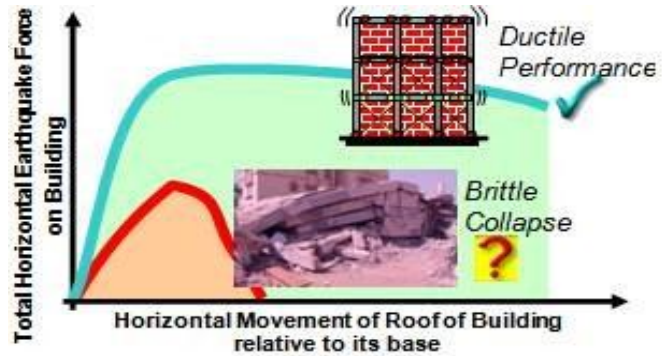 Ductile
Performance
Brittle
Collapse
?
Total Horizontal Earthquake Force
on Building
Horizontal Movement of Roof of Building
relative to its base